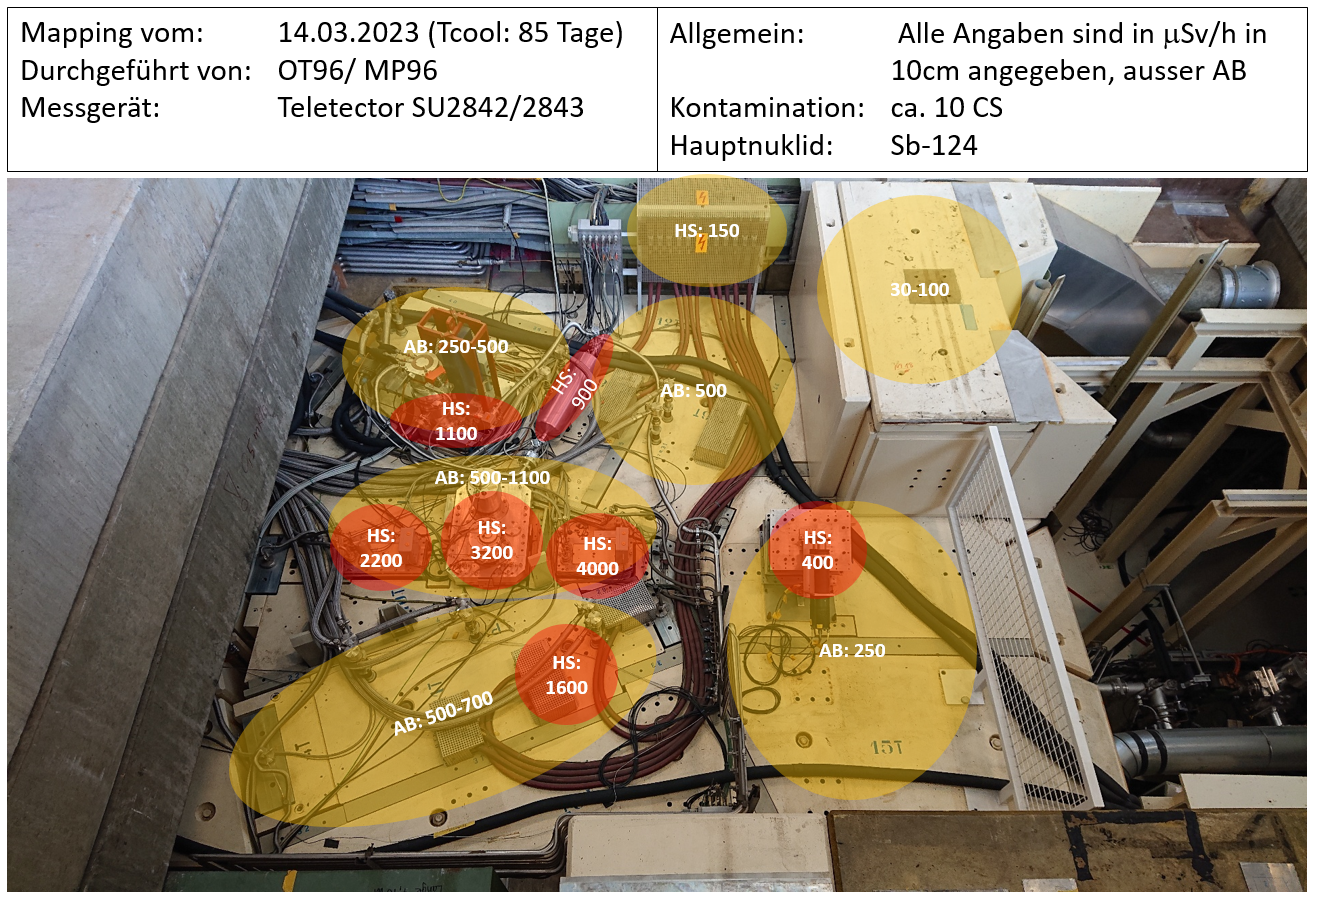 Mapping vom: 14.03.2023 (Tcool: 85 Tage)
Durchgeführt von: OT96/ MP96
Messgerät: Teletector SU2842/2843
Allgemein: Alle Angaben sind in µSv/h in
10cm angegeben, ausser AB
Kontamination: ca. 10 CS
Hauptnuklid: Sb-124
HS: 150
30-100
AB: 250-500
HS:
900
AB: 500
HS:
1100
AB: 500-1100
HS:
2200
HS:
3200
HS:
4000
HS:
400
AB: 250
HS:
1600
AB: 500-700
15T